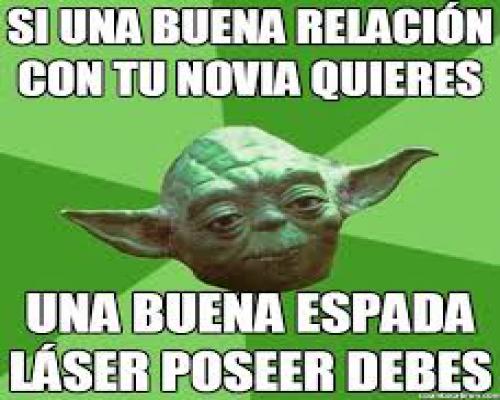 SI UNA BUENA RELACIÓN
CON TU NOVIA QUIERES
UNA BUENA ESPADA
LÁSER POSEER DEBES